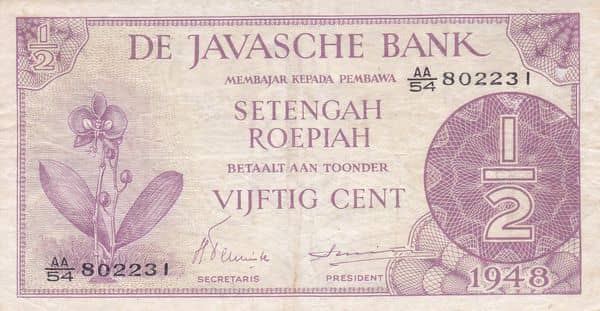 1/2
DE JAVASCHE BANK
MEMBAJAR KEPADA PEMBAWA
AA/54 802231
SETENGAH
ROEPIAH
BETAALT AAN TOONDER
VIJFTIG CENT
1/2
AA/54 802231
SECRETARIS
PRESIDENT
1948